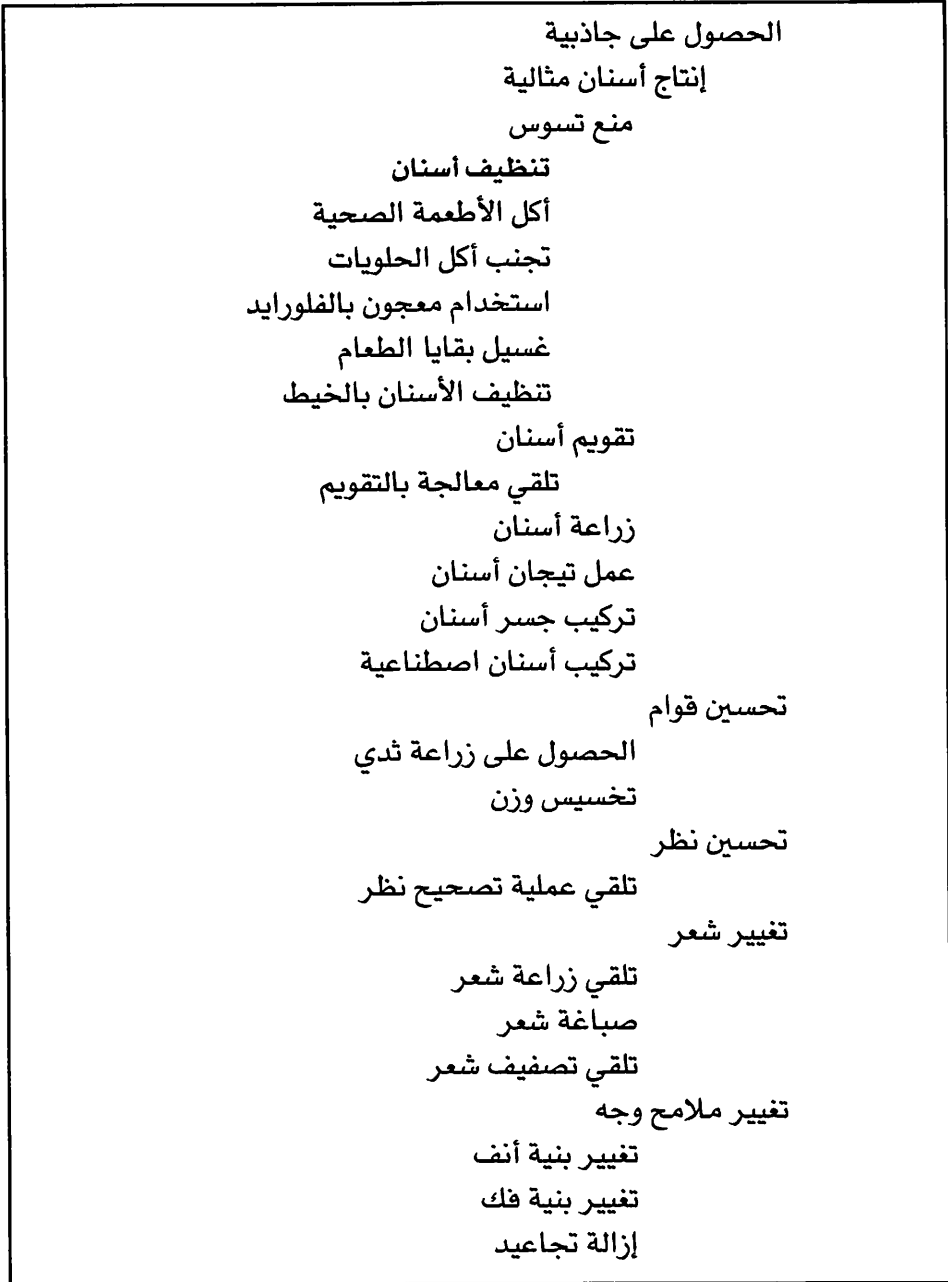 الحصول على جاذبية
إنتاج أسنان مثالية
منع تسوس
تنظيف أسنان
أكل الأطعمة الصحية
تجنب أكل الحلويات
استخدام معجون بالفلورايد
غسيل بقايا الطعام
تنظيف الأسنان بالخيط
تقويم أسنان
تلقي معالجة بالتقويم
زراعة أسنان
عمل تيجان أسنان
تركيب جسر أسنان
تركيب أسنان اصطناعية
تحسين قوام
الحصول على زراعة ثدي
تخسيس وزن
تحسين نظر
تلقي عملية تصحيح نظر
تغيير شعر
تلقي زراعة شعر
صباغة شعر
تلقي تصفيف شعر
تغيير ملامح وجه
تغيير بنية أنف
تغيير بنية فك
إزالة تجاعيد